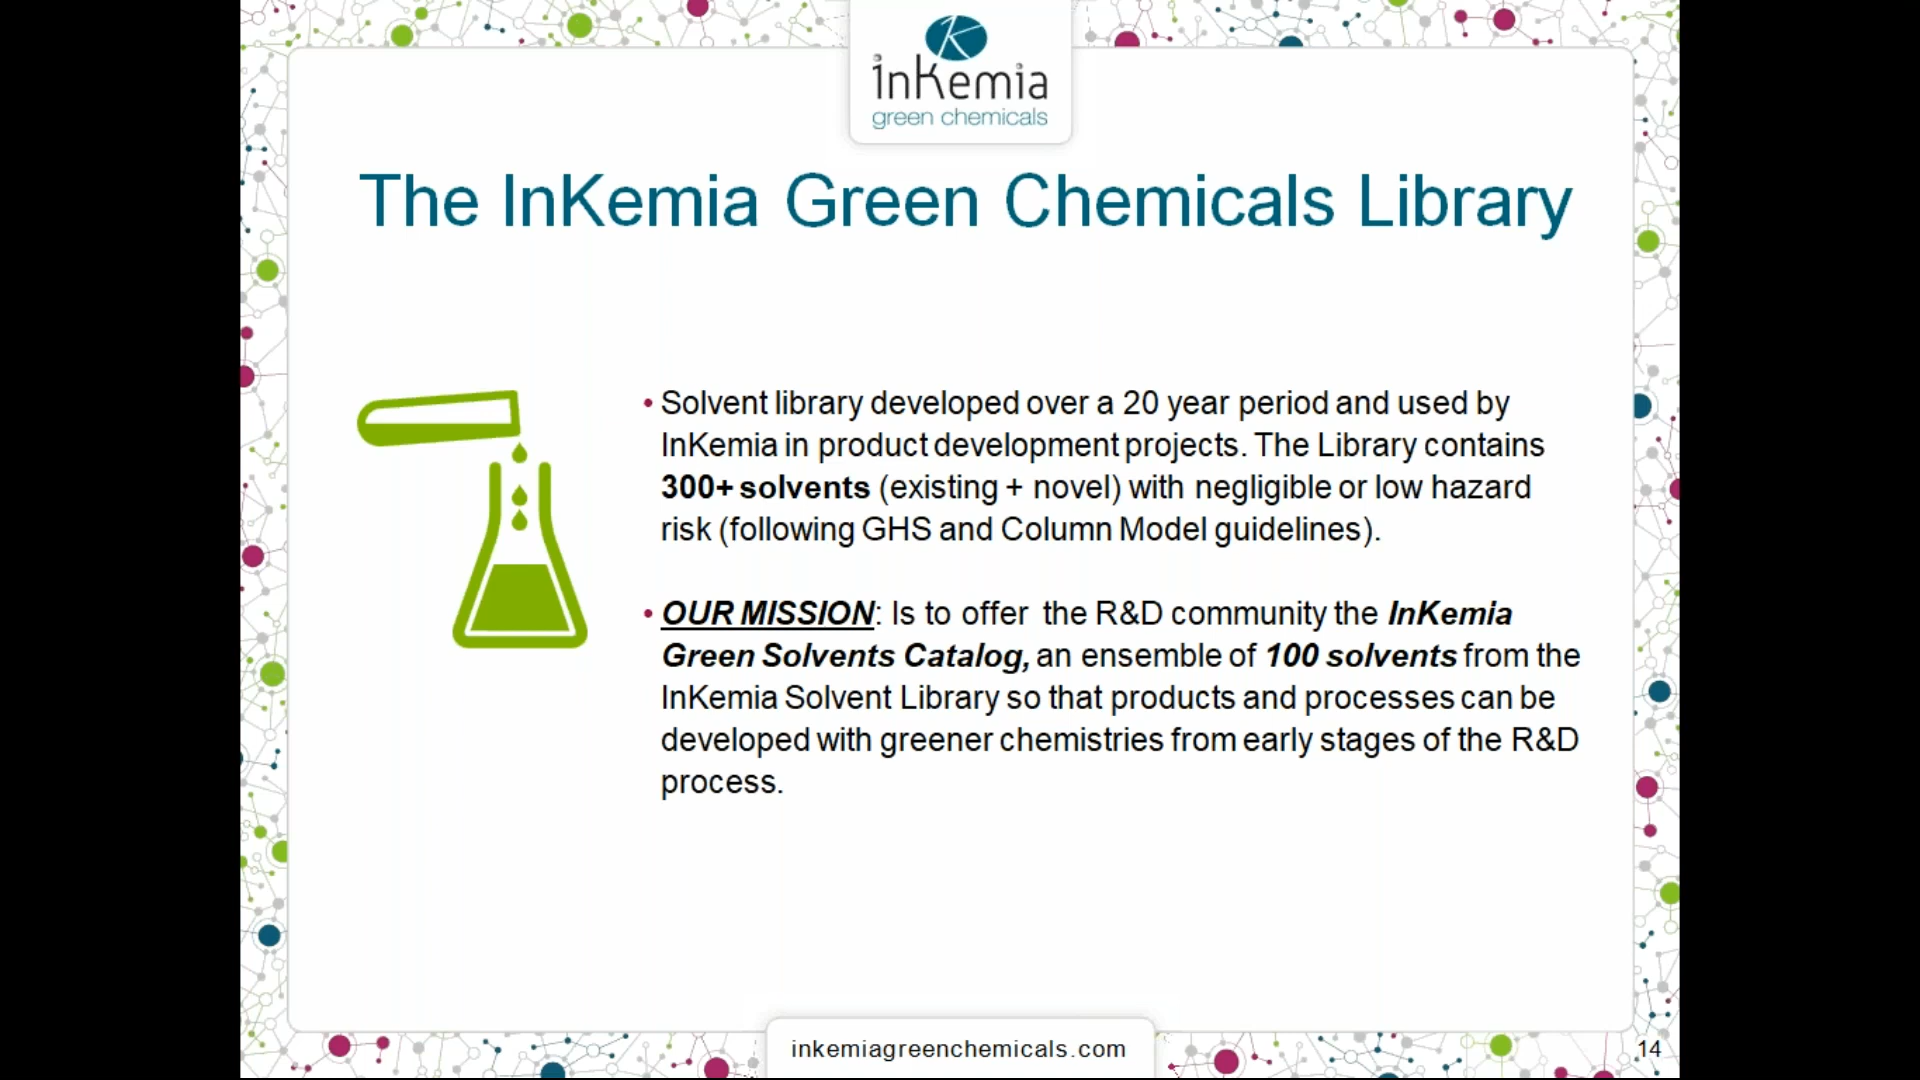 inKemia
green chemicals
The InKemia Green Chemicals Library
• Solvent library developed over a 20 year period and used by
InKemia in product development projects. The Library contains
300+ solvents (existing + novel) with negligible or low hazard
risk (following GHS and Column Model guidelines).
• OUR MISSION: Is to offer the R&D community the InKemia
Green Solvents Catalog, an ensemble of 100 solvents from the
InKemia Solvent Library so that products and processes can be
developed with greener chemistries from early stages of the R&D
process.
inkemiagreenchemicals.com
14